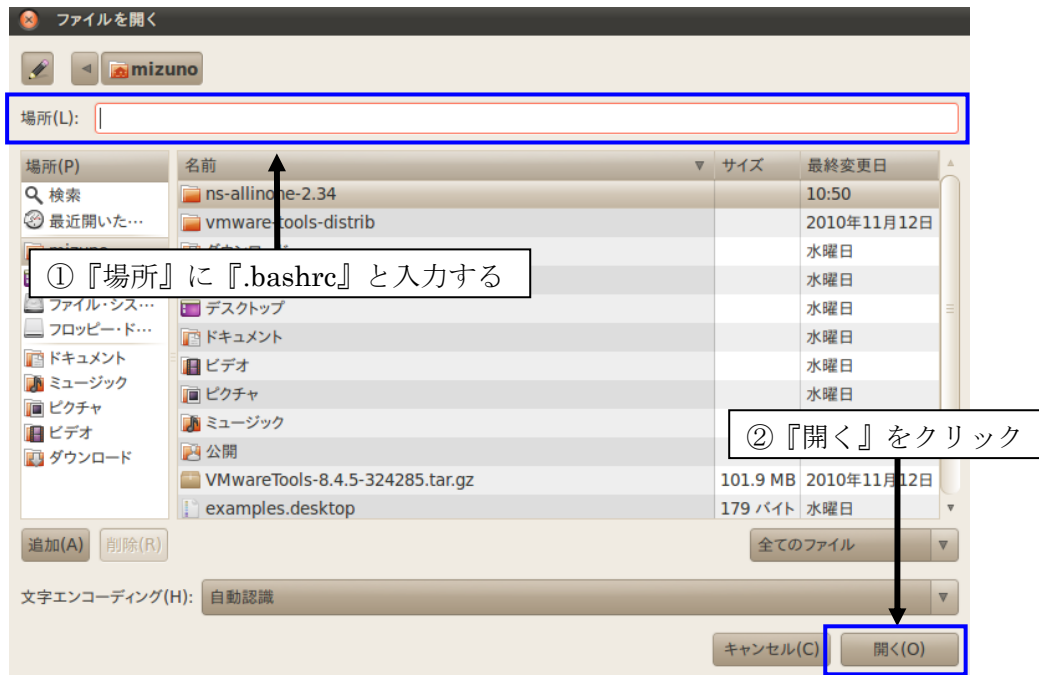 ファイルを開く
mizuno
場所(L):
場所(P)
名前 サイズ 最終変更日
検索
最近開いた…
ファイル・シス…
フロッピー・ド…
ドキュメント
ミュージック
ピクチャ
ビデオ
ダウンロード
ns-allinone-2.34 10:50
vmware-tools-distrib 2010年11月12日
水曜日
水曜日
デスクトップ 水曜日
ドキュメント 水曜日
ビデオ 水曜日
ピクチャ 水曜日
ミュージック
公開
VMwareTools-8.4.5-324285.tar.gz 101.9 MB 2010年11月12日
examples.desktop 179 バイト 水曜日
①『場所』に『.bashrc』と入力する
②『開く』をクリック
追加(A) 削除(R) 全てのファイル
文字エンコーディング(H): 自動認識
キャンセル(C) 開く(O)